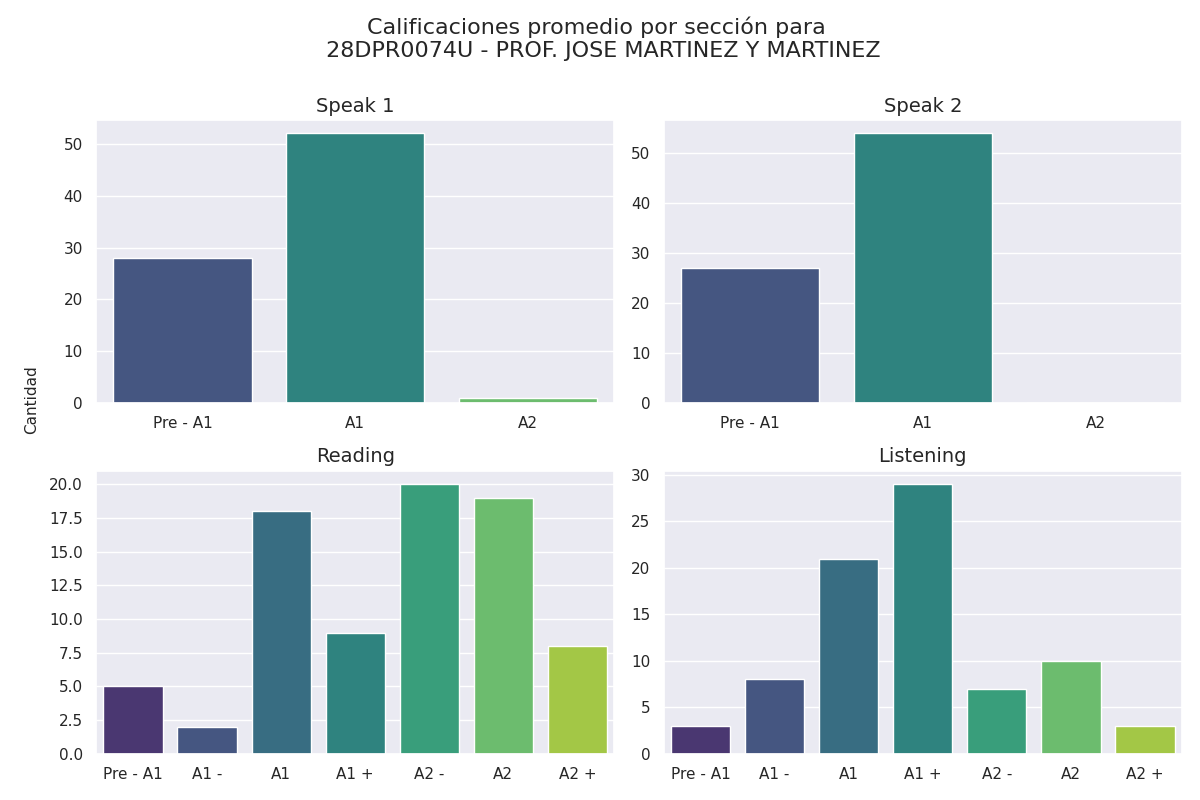 Calificaciones promedio por sección para
28DPR0074U - PROF. JOSE MARTINEZ Y MARTINEZ
Speak 1
50
40
30
20
10
0
Pre - A1 A1 A2
Speak 2
50
40
30
20
10
0
Pre - A1 A1 A2
Cantidad
Reading
20.0
17.5
15.0
12.5
10.0
7.5
5.0
2.5
0.0
Pre - A1 A1 - A1 A1 + A2 - A2 A2 +
Listening
30
25
20
15
10
5
0
Pre - A1 A1 - A1 A1 + A2 - A2 A2 +